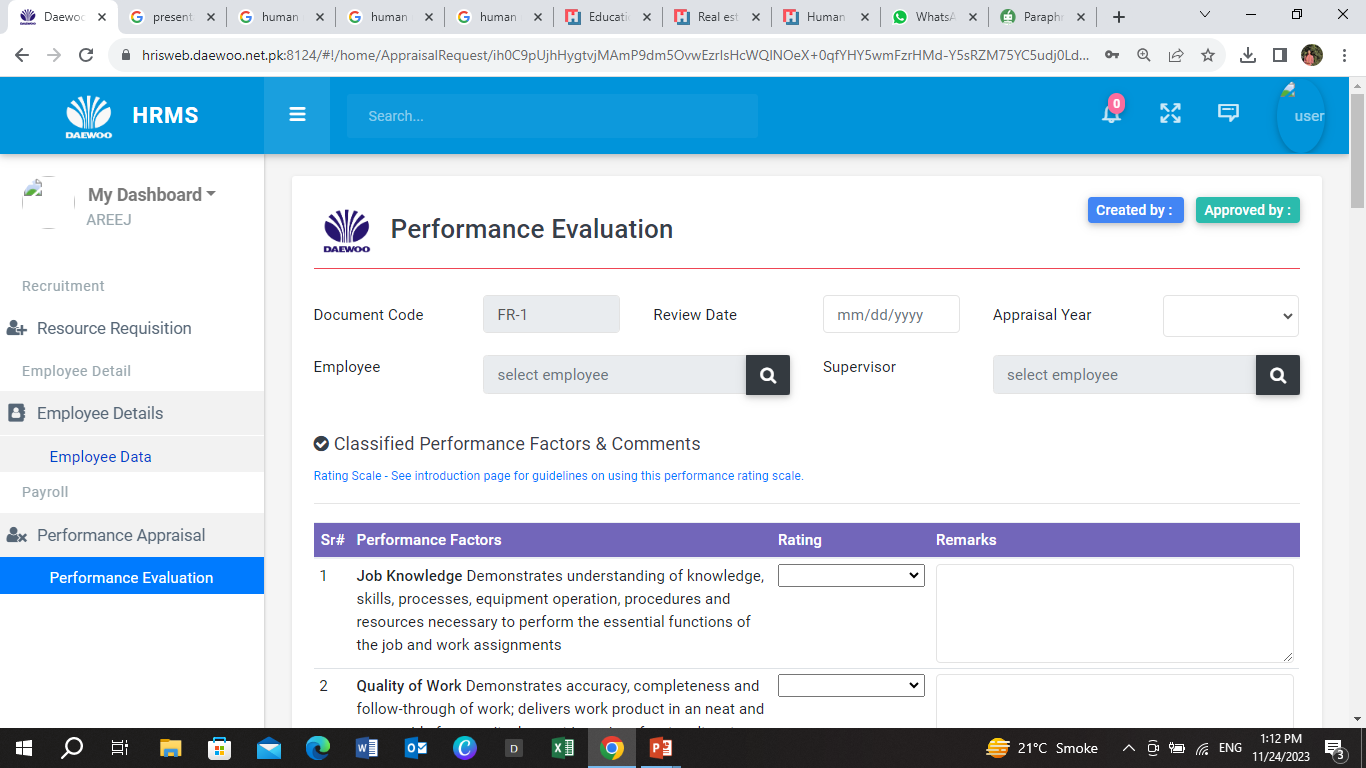 Daewoo
present
human
human
human
Educati
Real es
Human
WhatsA
Paraph
hrisweb.daewoo.net.pk:8124/#!/home/AppraisalRequest/ih0C9pUjhHygtvjMAmP9dm5OvwEzrIsHcWQINOeX+0qfYHY5wmFzrHMd-Y5sRZM75YC5udj0Ld...
DAEWOO
HRMS
Search...
0
user
My Dashboard
AREEJ
Recruitment
Resource Requisition
Employee Detail
Employee Details
Employee Data
Payroll
Performance Appraisal
Performance Evaluation
Created by :
Approved by :
DAEWOO
Performance Evaluation
Document Code
FR-1
Review Date
mm/dd/yyyy
Appraisal Year
Employee
select employee
Supervisor
select employee
Classified Performance Factors & Comments
Rating Scale - See introduction page for guidelines on using this performance rating scale.
Sr# Performance Factors Rating Remarks
1 Job Knowledge Demonstrates understanding of knowledge,
skills, processes, equipment operation, procedures and
resources necessary to perform the essential functions of
the job and work assignments
2 Quality of Work Demonstrates accuracy, completeness and
follow-through of work; delivers work product in an neat and
21°C Smoke
ENG
1:12 PM
11/24/2023
3